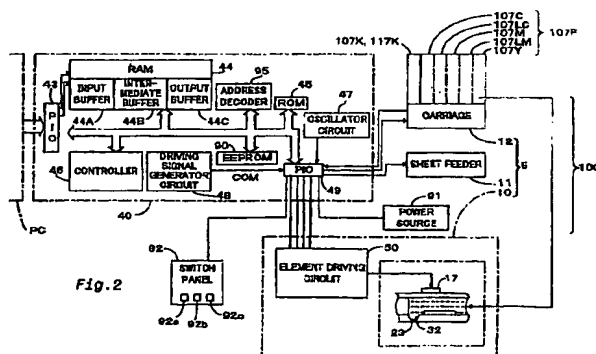 107C
107LC
107M
107LM
107Y
107F
107K, 117K
43
RAM
44
PIO
INPUT BUFFER
INTER-MEDIATE BUFFER
OUTPUT BUFFER
44A
44B
44C
ADDRESS DECODER
95
ROM
45
47
OSCILLATOR CIRCUIT
CARRIAGE
12
46
CONTROLLER
DRIVING SIGNAL GENERATOR CIRCUIT
48
90
EEPROM
COM
PIO
49
SHEET FEEDER
11
10
100
PC
40
POWER SOURCE
91
92
SWITCH PANEL
92a
92b
Fig.2
50
ELEMENT DRIVING CIRCUIT
17
23
32